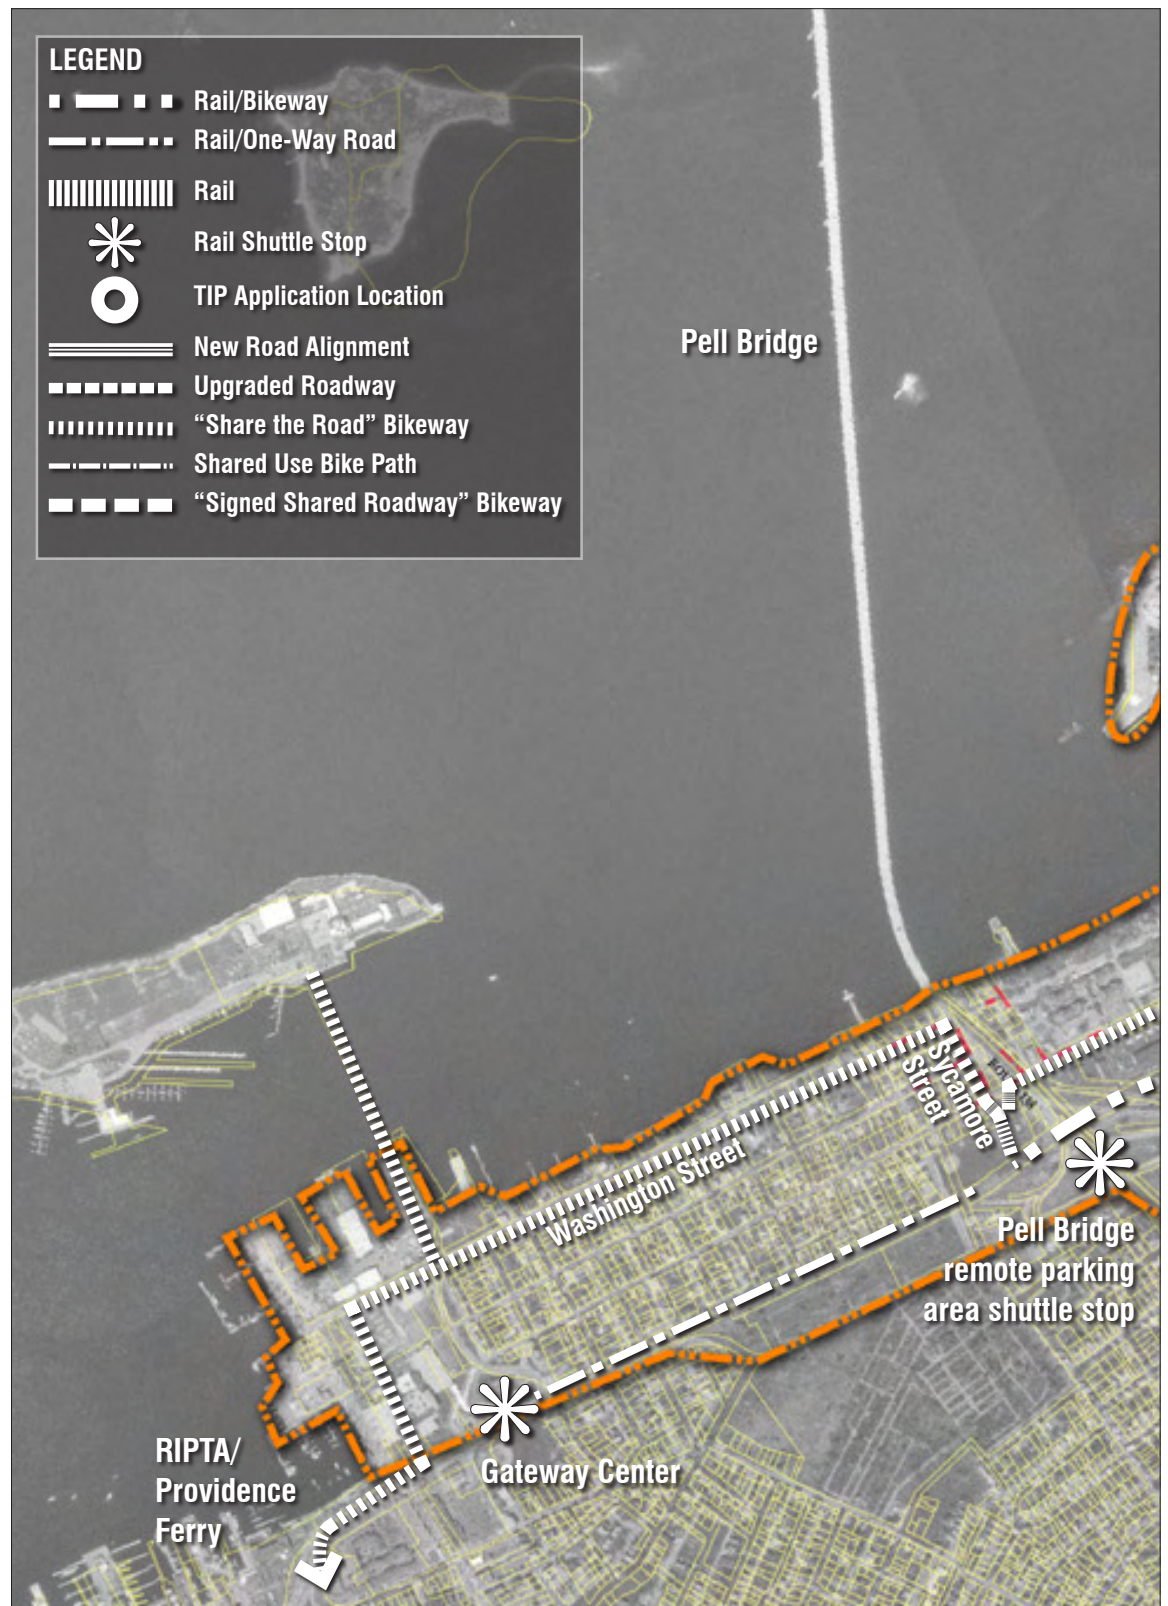 LEGEND
Rail/Bikeway
Rail/One-Way Road
Rail
Rail Shuttle Stop
TIP Application Location
New Road Alignment
Upgraded Roadway
“Share the Road” Bikeway
Shared Use Bike Path
“Signed Shared Roadway” Bikeway
Pell Bridge
Sycamore
Street
Washington Street
Pell Bridge
remote parking
area shuttle stop
Gateway Center
RIPTA/
Providence
Ferry